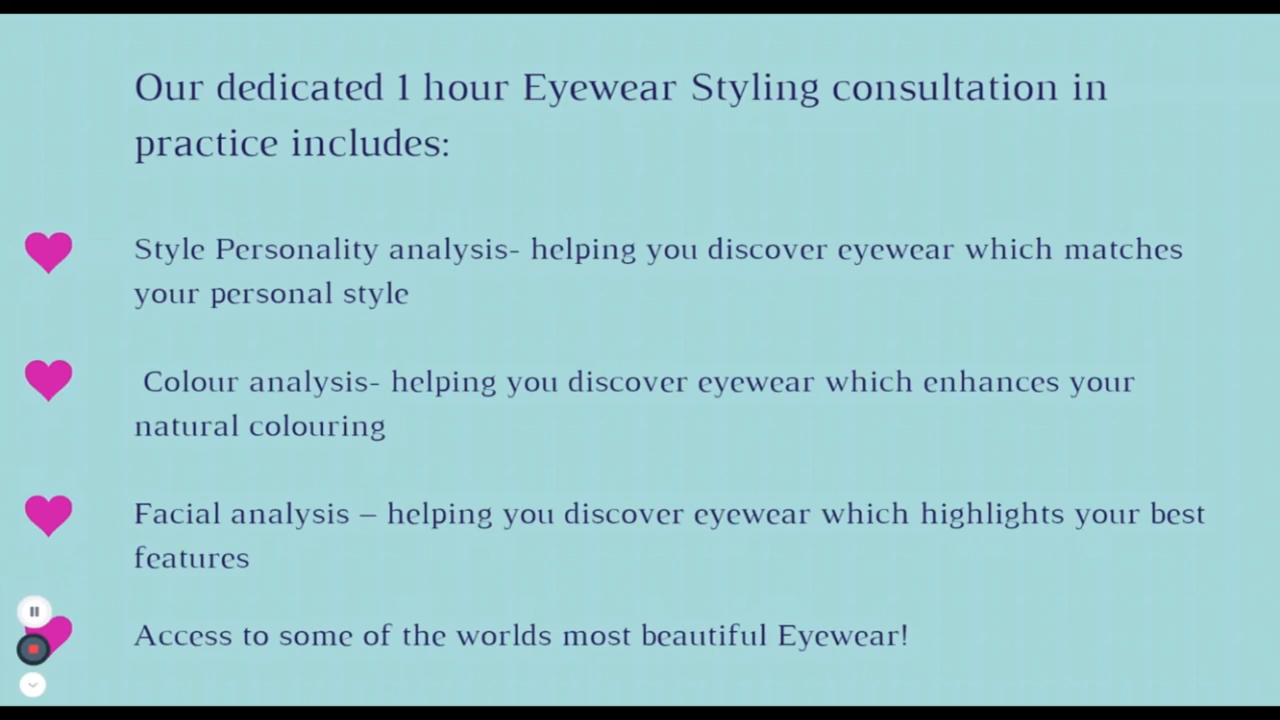 Our dedicated 1 hour Eyewear Styling consultation in
practice includes:
Style Personality analysis- helping you discover eyewear which matches
your personal style
Colour analysis- helping you discover eyewear which enhances your
natural colouring
Facial analysis – helping you discover eyewear which highlights your best
features
Access to some of the worlds most beautiful Eyewear!